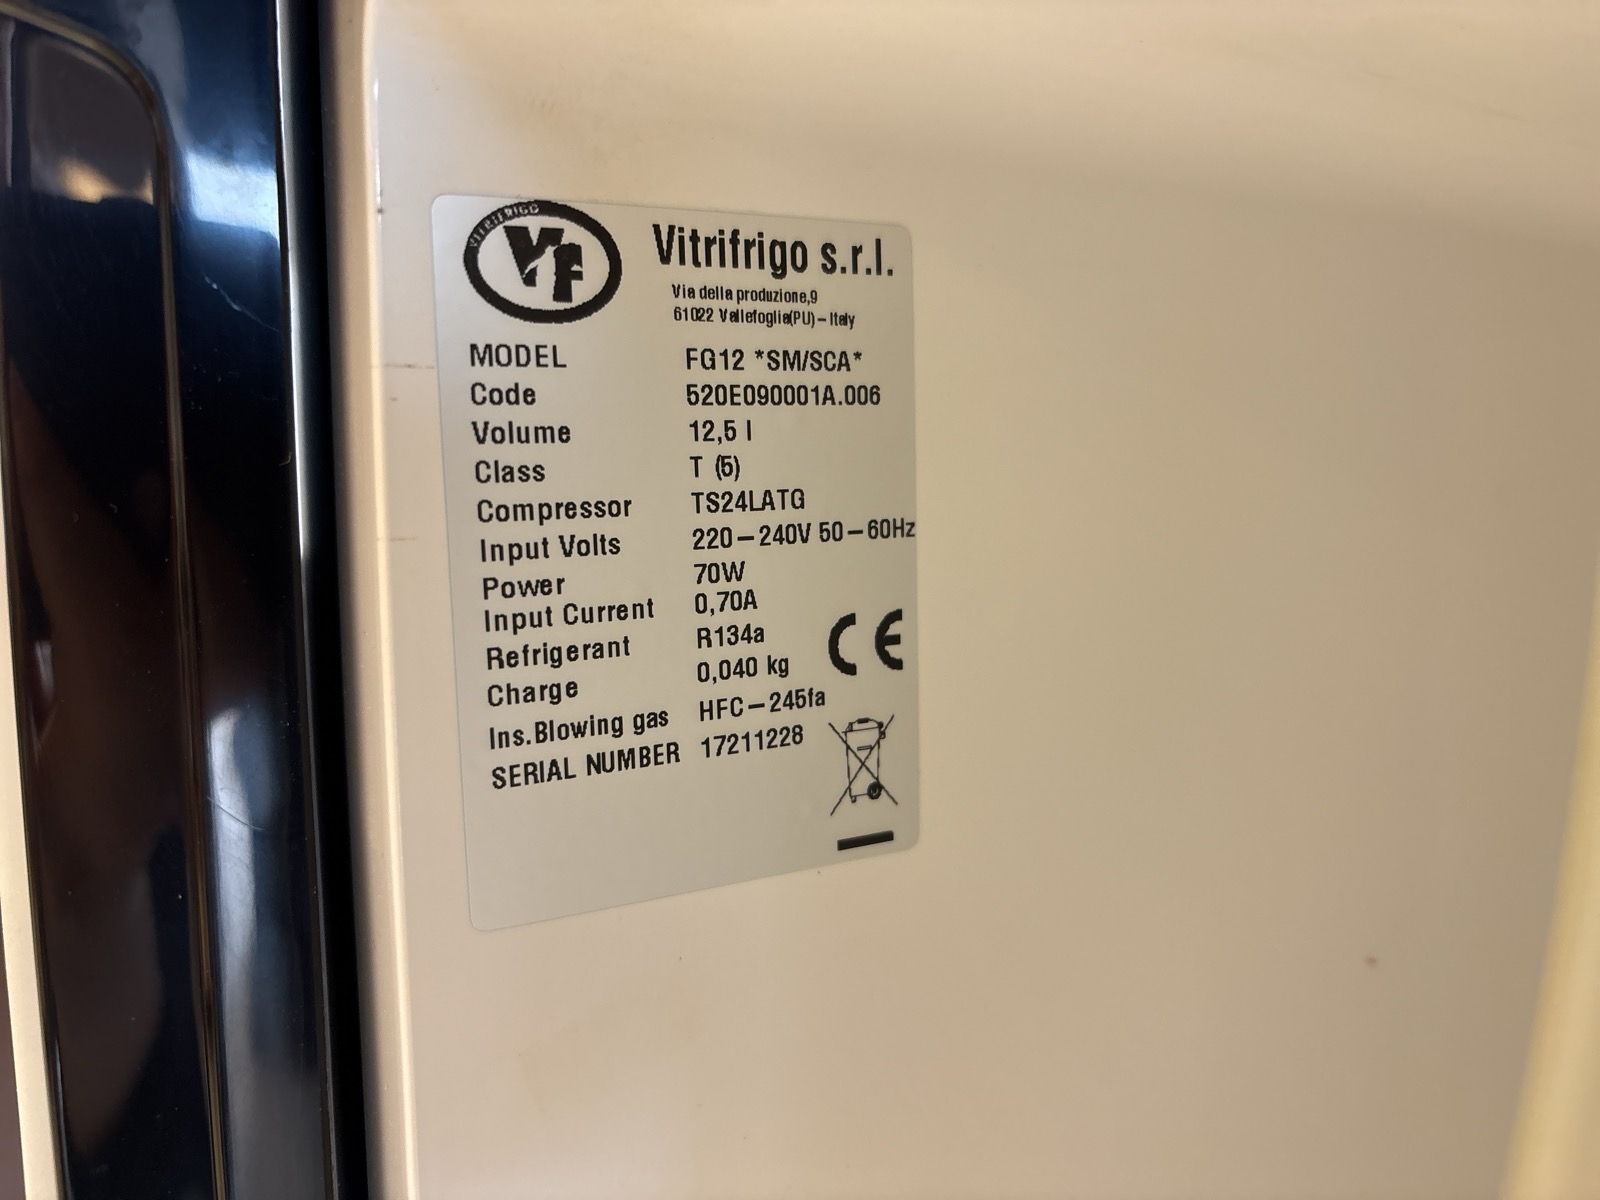 VITRIFRIGO
VF
Vitrifrigo s.r.l.
Via della produzione,9
61022 Vallefoglia(PU)–Italy
MODEL FG12 *SM/SCA*
Code 520E090001A.006
Volume 12,5 l
Class T (5)
Compressor TS24LATG
Input Volts 220–240V 50–60Hz
Power 70W
Input Current 0,70A
Refrigerant R134a
Charge 0,040 kg
CE
Ins.Blowing gas HFC–245fa
SERIAL NUMBER 17211228